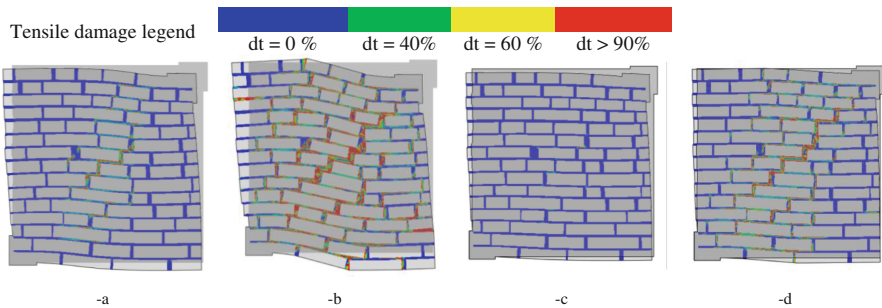 Tensile damage legend
dt = 0 % dt = 40% dt = 60 % dt > 90%
-a -b -c -d